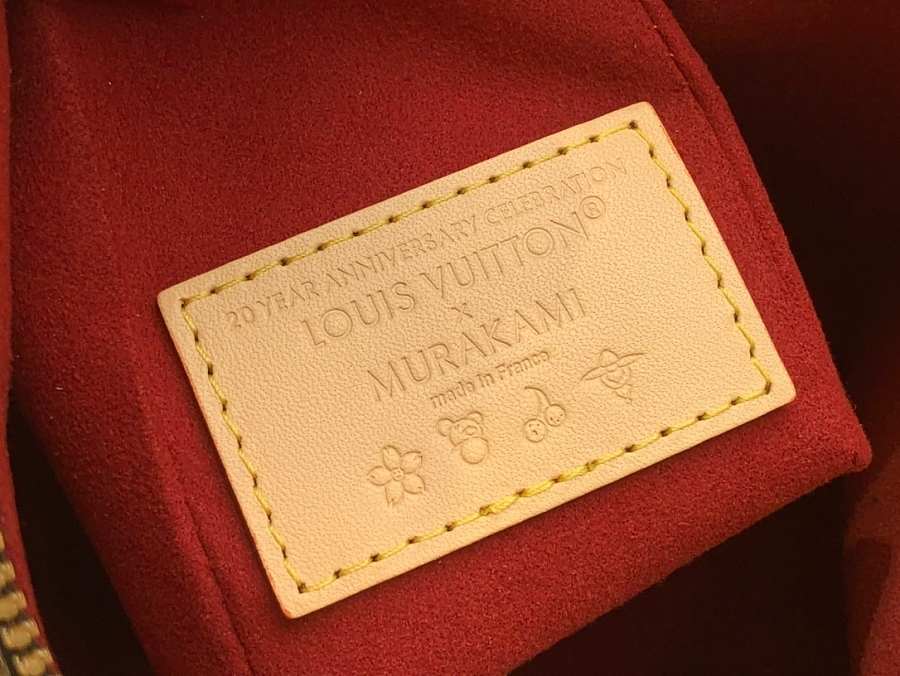 20 YEAR ANNIVERSARY CELEBRATION
LOUIS VUITTON®
x
MURAKAMI
made in France